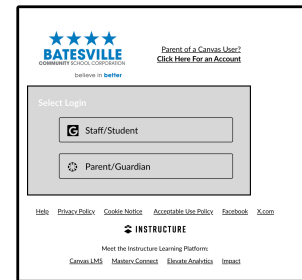 BATESVILLE
COMMUNITY SCHOOL CORPORATION
believe in better
Parent of a Canvas User?
Click Here For an Account
Select Login
G Staff/Student
Parent/Guardian
Help Privacy Policy Cookie Notice Acceptable Use Policy Facebook X.com
INSTRUCTURE
Meet the Instructure Learning Platform:
Canvas LMS Mastery Connect Elevate Analytics Impact